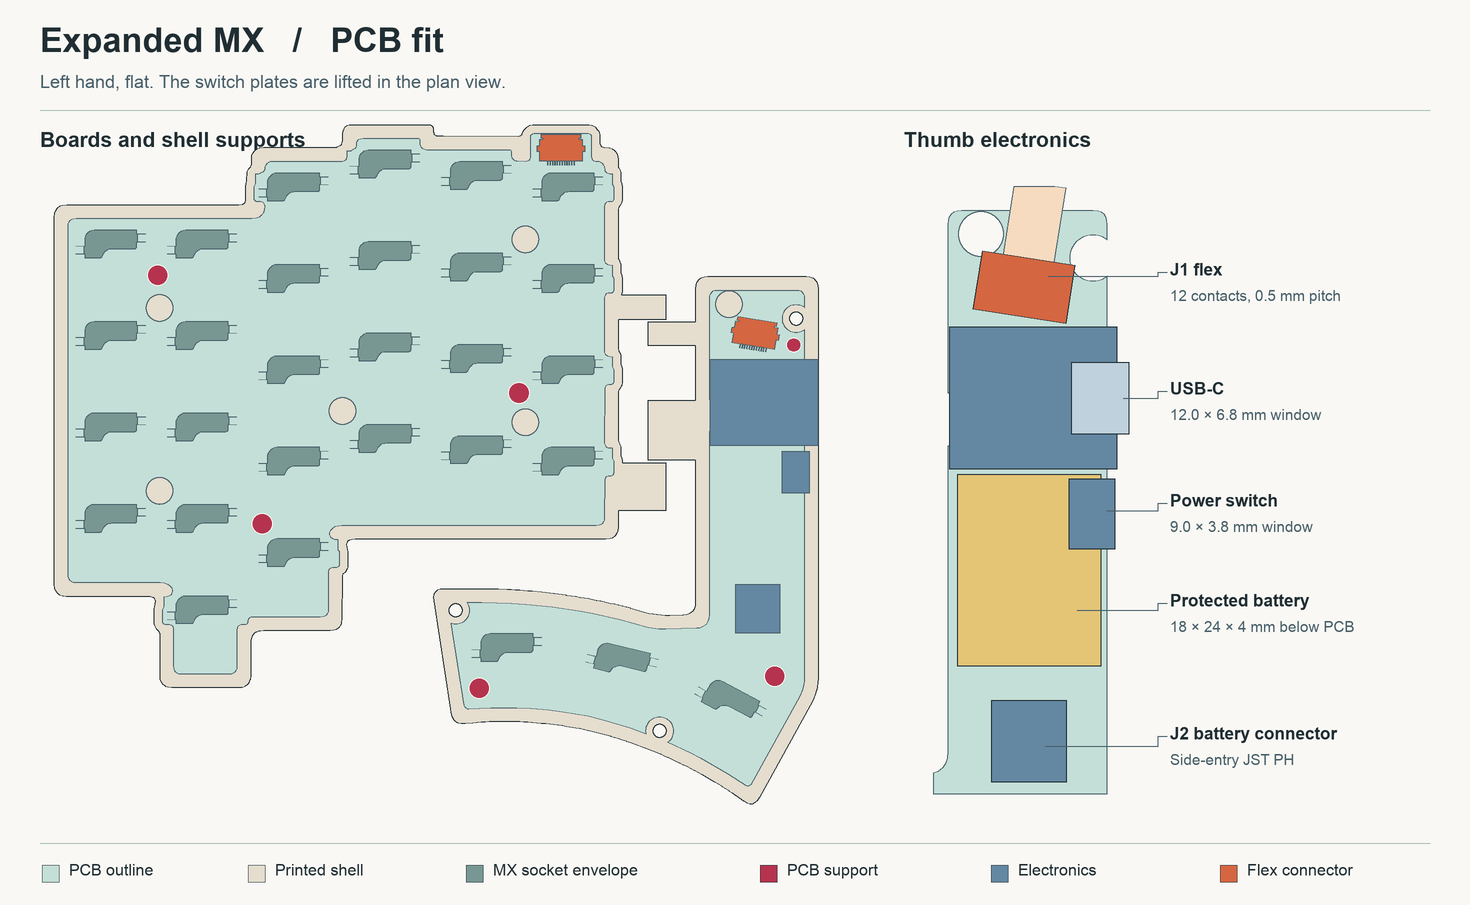 Expanded MX / PCB fit
Left hand, flat. The switch plates are lifted in the plan view.
Boards and shell supports
Thumb electronics
J1 flex
12 contacts, 0.5 mm pitch
USB-C
12.0 × 6.8 mm window
Power switch
9.0 × 3.8 mm window
Protected battery
18 × 24 × 4 mm below PCB
J2 battery connector
Side-entry JST PH
PCB outline
Printed shell
MX socket envelope
PCB support
Electronics
Flex connector